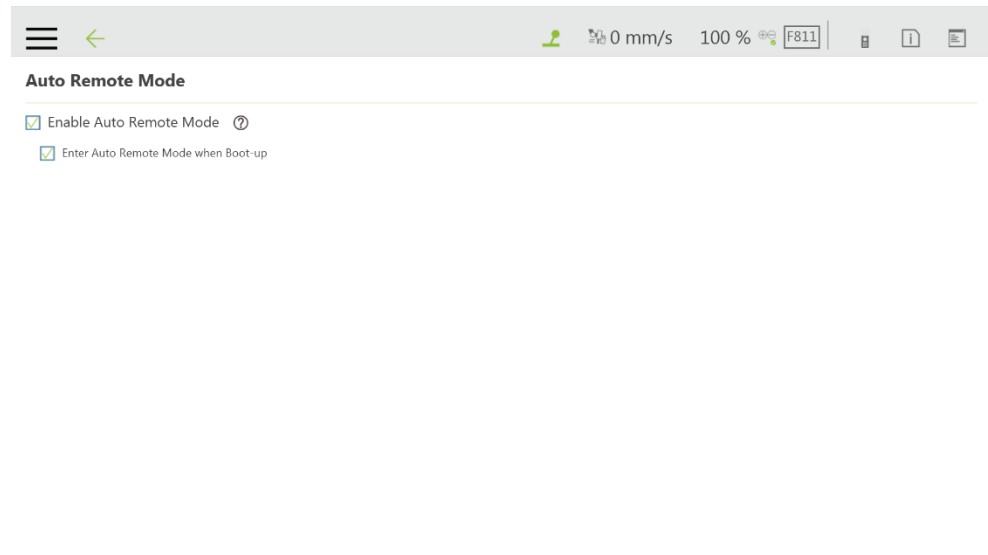 0 mm/s 100 % F811
Auto Remote Mode
Enable Auto Remote Mode
Enter Auto Remote Mode when Boot-up